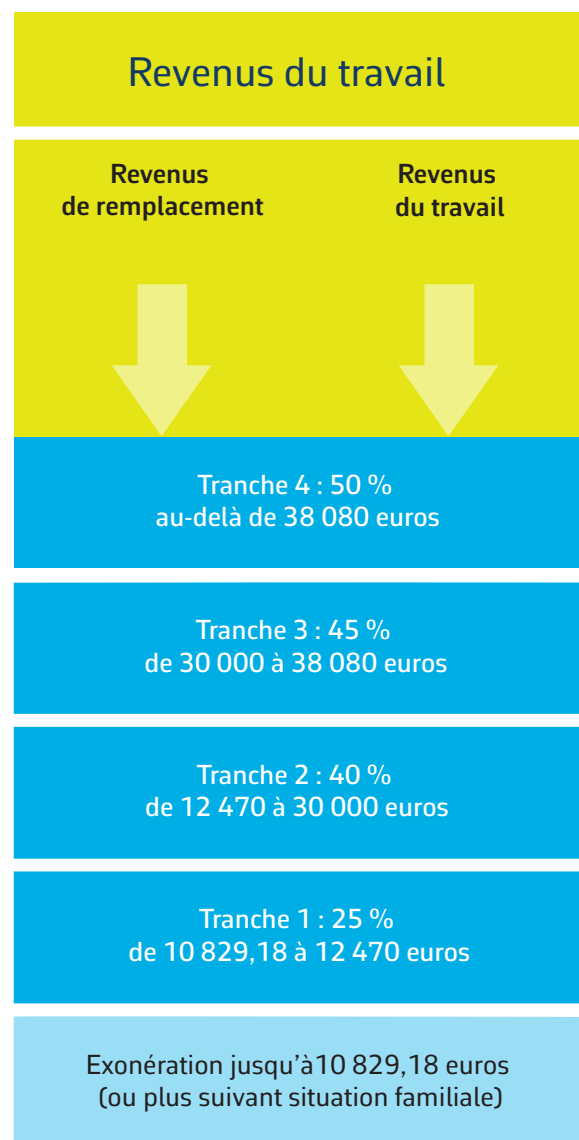 Revenus du travail
Revenus
de remplacement
Revenus
du travail
Tranche 4 : 50 %
au-delà de 38 080 euros
Tranche 3 : 45 %
de 30 000 à 38 080 euros
Tranche 2 : 40 %
de 12 470 à 30 000 euros
Tranche 1 : 25 %
de 10 829,18 à 12 470 euros
Exonération jusqu'à10 829,18 euros
(ou plus suivant situation familiale)